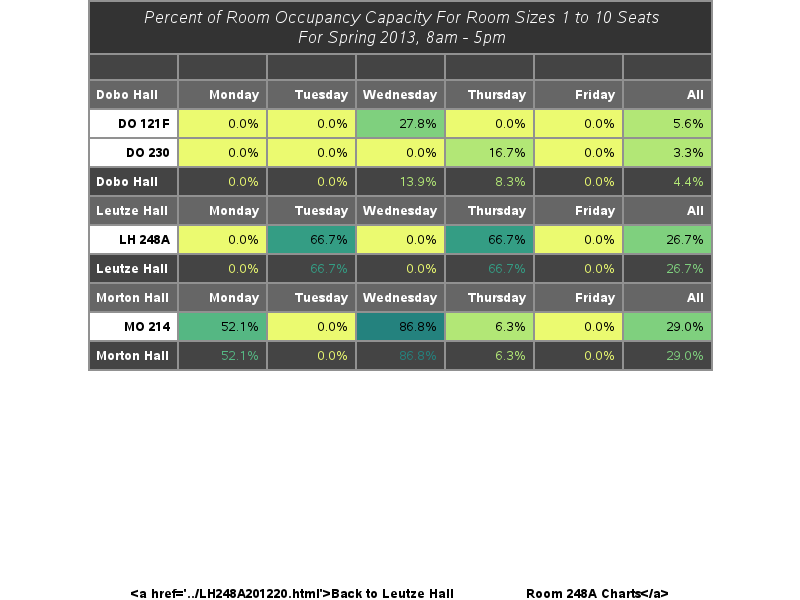 Percent of Room Occupancy Capacity For Room Sizes 1 to 10 Seats
For Spring 2013, 8am - 5pm
Dobo Hall Monday Tuesday Wednesday Thursday Friday All
DO 121F 0.0% 0.0% 27.8% 0.0% 0.0% 5.6%
DO 230 0.0% 0.0% 0.0% 16.7% 0.0% 3.3%
Dobo Hall 0.0% 0.0% 13.9% 8.3% 0.0% 4.4%
Leutze Hall Monday Tuesday Wednesday Thursday Friday All
LH 248A 0.0% 66.7% 0.0% 66.7% 0.0% 26.7%
Leutze Hall 0.0% 66.7% 0.0% 66.7% 0.0% 26.7%
Morton Hall Monday Tuesday Wednesday Thursday Friday All
MO 214 52.1% 0.0% 86.8% 6.3% 0.0% 29.0%
Morton Hall 52.1% 0.0% 86.8% 6.3% 0.0% 29.0%
<a href='../LH248A201220.html'>Back to Leutze Hall Room 248A Charts</a>